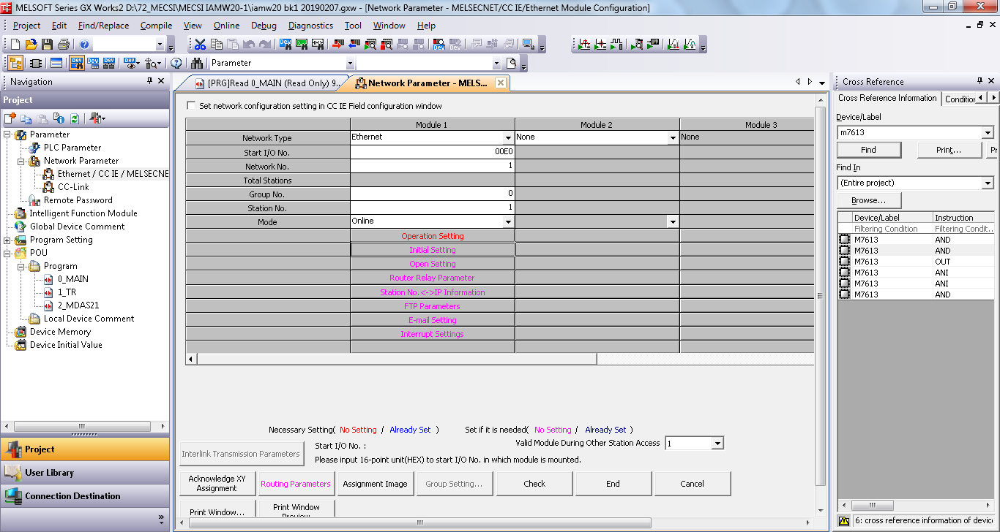 MELSOFT Series GX Works2 D:\72_MECSI\MECSI IAMW20-1\iamw20 bk1 20190207.gxw - [Network Parameter - MELSECNET/CC IE/Ethernet Module Configuration]
Project Edit Find/Replace Compile View Online Debug Diagnostics Tool Window Help
Parameter
Navigation
Project
Parameter
PLC Parameter
Network Parameter
Ethernet / CC IE / MELSECNE
CC-Link
Remote Password
Intelligent Function Module
Global Device Comment
Program Setting
POU
Program
0_MAIN
1_TR
2_MDAS21
Local Device Comment
Device Memory
Device Initial Value
Project
User Library
Connection Destination
[PRG]Read 0_MAIN (Read Only) 9... Network Parameter - MELS...
Set network configuration setting in CC IE Field configuration window
Module 1 Module 2 Module 3
Network Type Ethernet None None
Start I/O No. 00E0
Network No. 1
Total Stations
Group No. 0
Station No. 1
Mode Online
Operation Setting
Initial Setting
Open Setting
Router Relay Parameter
Station No.<->IP Information
FTP Parameters
E-mail Setting
Interrupt Settings
Necessary Setting( No Setting / Already Set ) Set if it is needed( No Setting / Already Set )
Interlink Transmission Parameters
Start I/O No. : Valid Module During Other Station Access 1
Please input 16-point unit(HEX) to start I/O No. in which module is mounted.
Acknowledge XY Assignment Routing Parameters Assignment Image Group Setting... Check End Cancel
Print Window... Print Window Preview...
Cross Reference
Cross Reference Information Condition
Device/Label
m7613
Find Print... Pr
Find In
(Entire project)
Browse...
Device/Label Instruction
Filtering Condition Filtering Condit...
M7613 AND
M7613 AND
M7613 OUT
M7613 ANI
M7613 ANI
M7613 AND
6: cross reference information of device